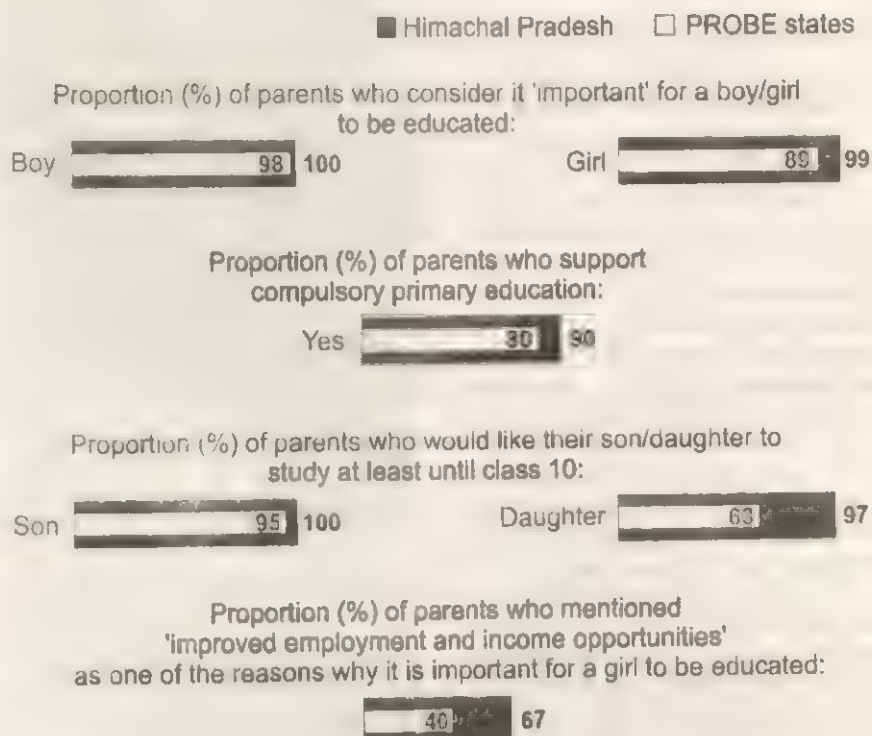 Himachal Pradesh PROBE states
Proportion (%) of parents who consider it 'important' for a boy/girl
to be educated:
Boy 98 100 Girl 89 99
Proportion (%) of parents who support
compulsory primary education:
Yes 80 90
Proportion (%) of parents who would like their son/daughter to
study at least until class 10:
Son 95 100 Daughter 63 97
Proportion (%) of parents who mentioned
'improved employment and income opportunities'
as one of the reasons why it is important for a girl to be educated:
40 67